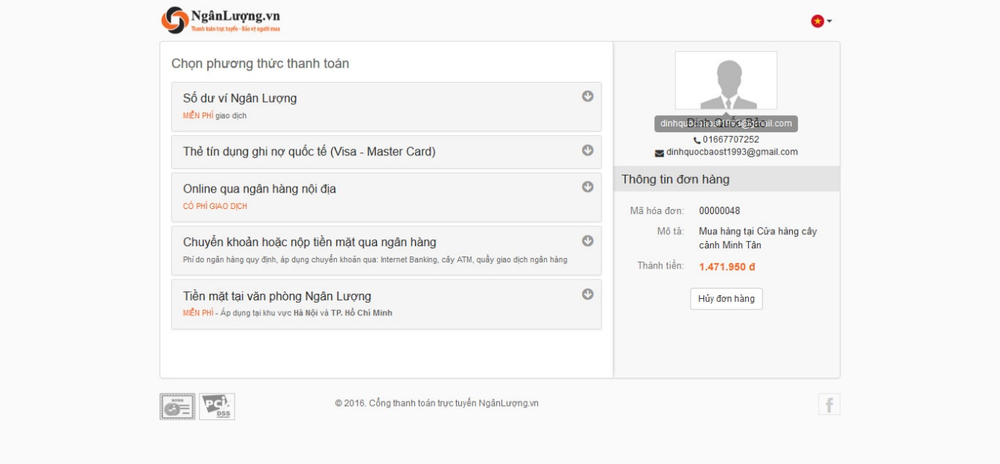 NgânLượng.vn
Thanh toán trực tuyến - Bảo vệ người mua
Chọn phương thức thanh toán
Số dư ví Ngân Lượng
MIỄN PHÍ giao dịch
Thẻ tín dụng ghi nợ quốc tế (Visa - Master Card)
Online qua ngân hàng nội địa
CÓ PHÍ GIAO DỊCH
Chuyển khoản hoặc nộp tiền mặt qua ngân hàng
Phí do ngân hàng quy định, áp dụng chuyển khoản qua: Internet Banking, cây ATM, quầy giao dịch ngân hàng
Tiền mặt tại văn phòng Ngân Lượng
MIỄN PHÍ - Áp dụng tại khu vực Hà Nội và TP. Hồ Chí Minh
Đinh Quốc Bảo
dinhquocbaost1993@gmail.com
01667707252
dinhquocbaost1993@gmail.com
Thông tin đơn hàng
Mã hóa đơn: 00000048
Mô tả: Mua hàng tại Cửa hàng cây
cảnh Minh Tân
Thành tiền: 1.471.950 đ
Hủy đơn hàng
PCI
DSS
© 2016. Cổng thanh toán trực tuyến NgânLượng.vn
f